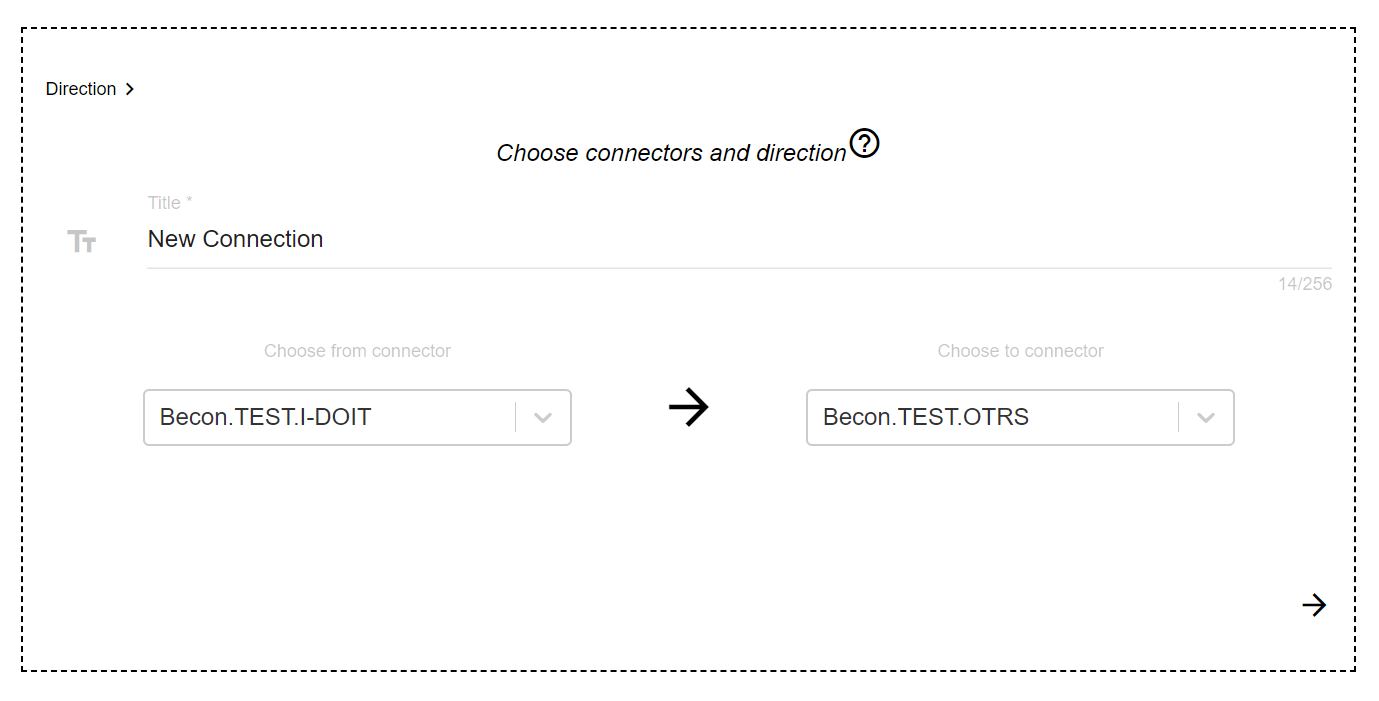 Direction
Choose connectors and direction
Title *
New Connection
14/256
Choose from connector
Choose to connector
Becon.TEST.I-DOIT
Becon.TEST.OTRS